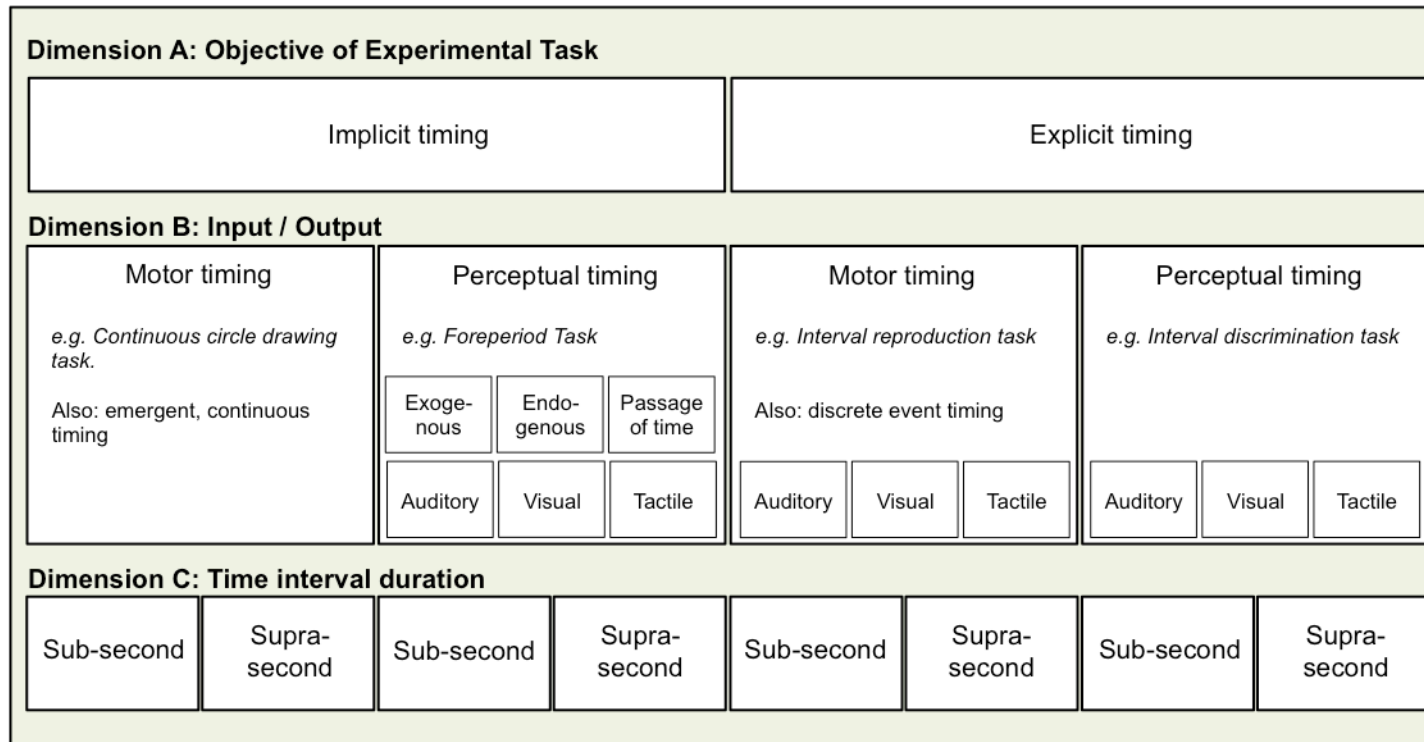 Dimension A: Objective of Experimental Task
Implicit timing
Explicit timing
Dimension B: Input / Output
Motor timing
e.g. Continuous circle drawing
task.
Also: emergent, continuous
timing
Perceptual timing
e.g. Foreperiod Task
Exoge-
nous
Endo-
genous
Passage
of time
Auditory
Visual
Tactile
Motor timing
e.g. Interval reproduction task
Also: discrete event timing
Auditory
Visual
Tactile
Perceptual timing
e.g. Interval discrimination task
Auditory
Visual
Tactile
Dimension C: Time interval duration
Sub-second
Supra-
second
Sub-second
Supra-
second
Sub-second
Supra-
second
Sub-second
Supra-
second